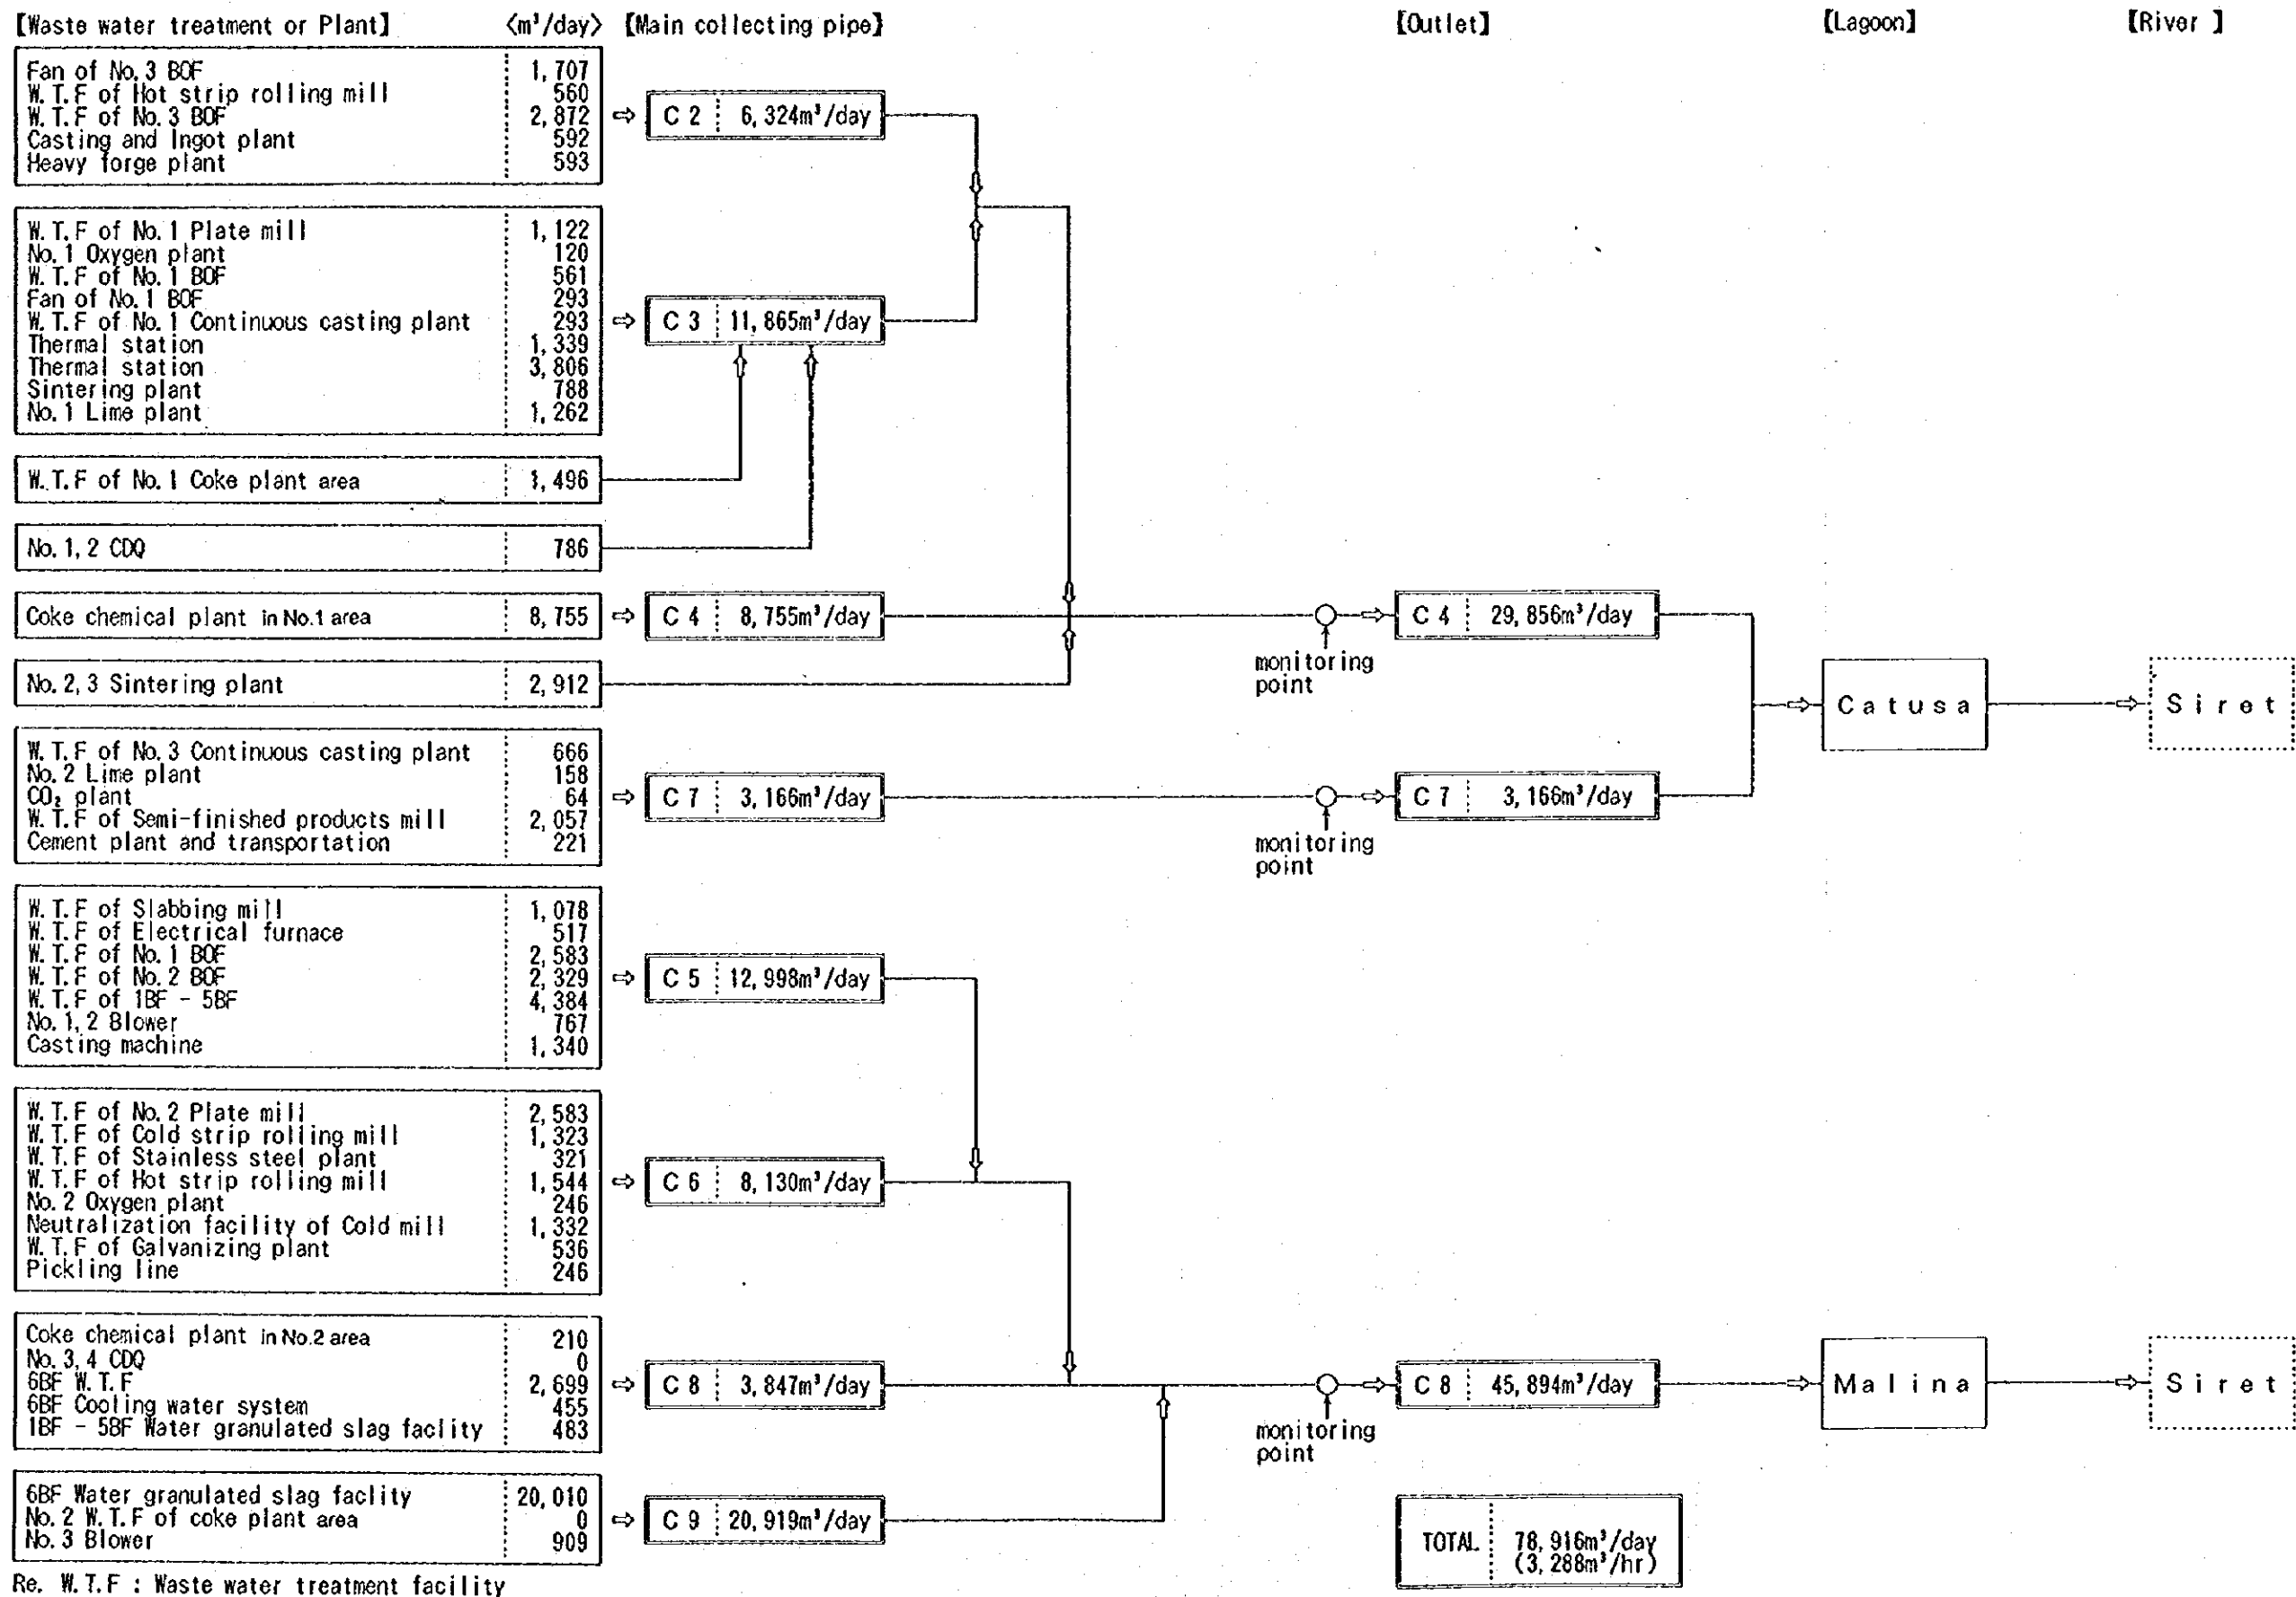 【Waste water treatment or Plant】 <m³/day> 【Main collecting pipe】 【Outlet】 【Lagoon】 【River 】
Fan of No. 3 BOF 1, 707
W. T. F of Hot strip rolling mill 560
W. T. F of No. 3 BOF 2, 872
Casting and Ingot plant 592
Heavy forge plant 593
⇨ C 2 6, 324m³/day
W. T. F of No. 1 Plate mill 1, 122
No. 1 Oxygen plant 120
W. T. F of No. 1 BOF 561
Fan of No. 1 BOF 293
W. T. F of No. 1 Continuous casting plant 293
Thermal station 1, 339
Thermal station 3, 806
Sintering plant 788
No. 1 Lime plant 1, 262
⇨ C 3 11, 865m³/day
W. T. F of No. 1 Coke plant area 1, 496
No. 1, 2 CDQ 786
Coke chemical plant in No.1 area 8, 755 ⇨ C 4 8, 755m³/day
monitoring
point
C 4 29, 856m³/day
No. 2, 3 Sintering plant 2, 912
Catusa
Siret
W. T. F of No. 3 Continuous casting plant 666
No. 2 Lime plant 158
CO₂ plant 64
W. T. F of Semi-finished products mill 2, 057
Cement plant and transportation 221
⇨ C 7 3, 166m³/day
monitoring
point
C 7 3, 166m³/day
W. T. F of Slabbing mill 1, 078
W. T. F of Electrical furnace 517
W. T. F of No. 1 BOF 2, 583
W. T. F of No. 2 BOF 2, 329
W. T. F of 1BF - 5BF 4, 384
No. 1, 2 Blower 767
Casting machine 1, 340
⇨ C 5 12, 998m³/day
W. T. F of No. 2 Plate mill 2, 583
W. T. F of Cold strip rolling mill 1, 323
W. T. F of Stainless steel plant 321
W. T. F of Hot strip rolling mill 1, 544
No. 2 Oxygen plant 246
Neutralization facility of Cold mill 1, 332
W. T. F of Galvanizing plant 536
Pickling line 246
⇨ C 6 8, 130m³/day
Coke chemical plant in No.2 area 210
No. 3, 4 CDQ 0
6BF W. T. F 2, 699
6BF Cooling water system 455
1BF - 5BF Water granulated slag faclity 483
⇨ C 8 3, 847m³/day
monitoring
point
C 8 45, 894m³/day
Malina
Siret
6BF Water granulated slag faclity 20, 010
No. 2 W. T. F of coke plant area 0
No. 3 Blower 909
⇨ C 9 20, 919m³/day
TOTAL 78, 916m³/day
(3, 288m³/hr)
Re. W. T. F : Waste water treatment facility